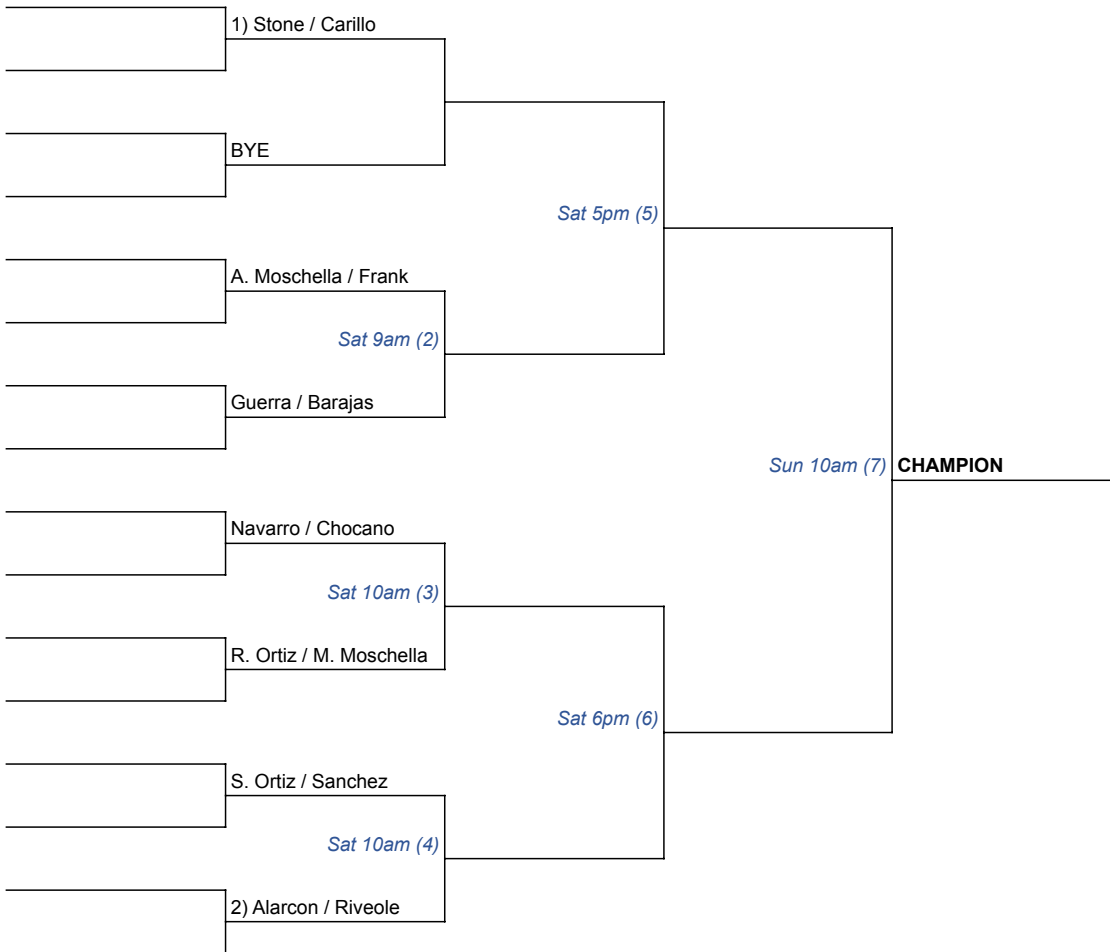 1) Stone / Carillo
BYE
Sat 5pm (5)
A. Moschella / Frank
Sat 9am (2)
Guerra / Barajas
Sun 10am (7) CHAMPION
Navarro / Chocano
Sat 10am (3)
R. Ortiz / M. Moschella
Sat 6pm (6)
S. Ortiz / Sanchez
Sat 10am (4)
2) Alarcon / Riveole